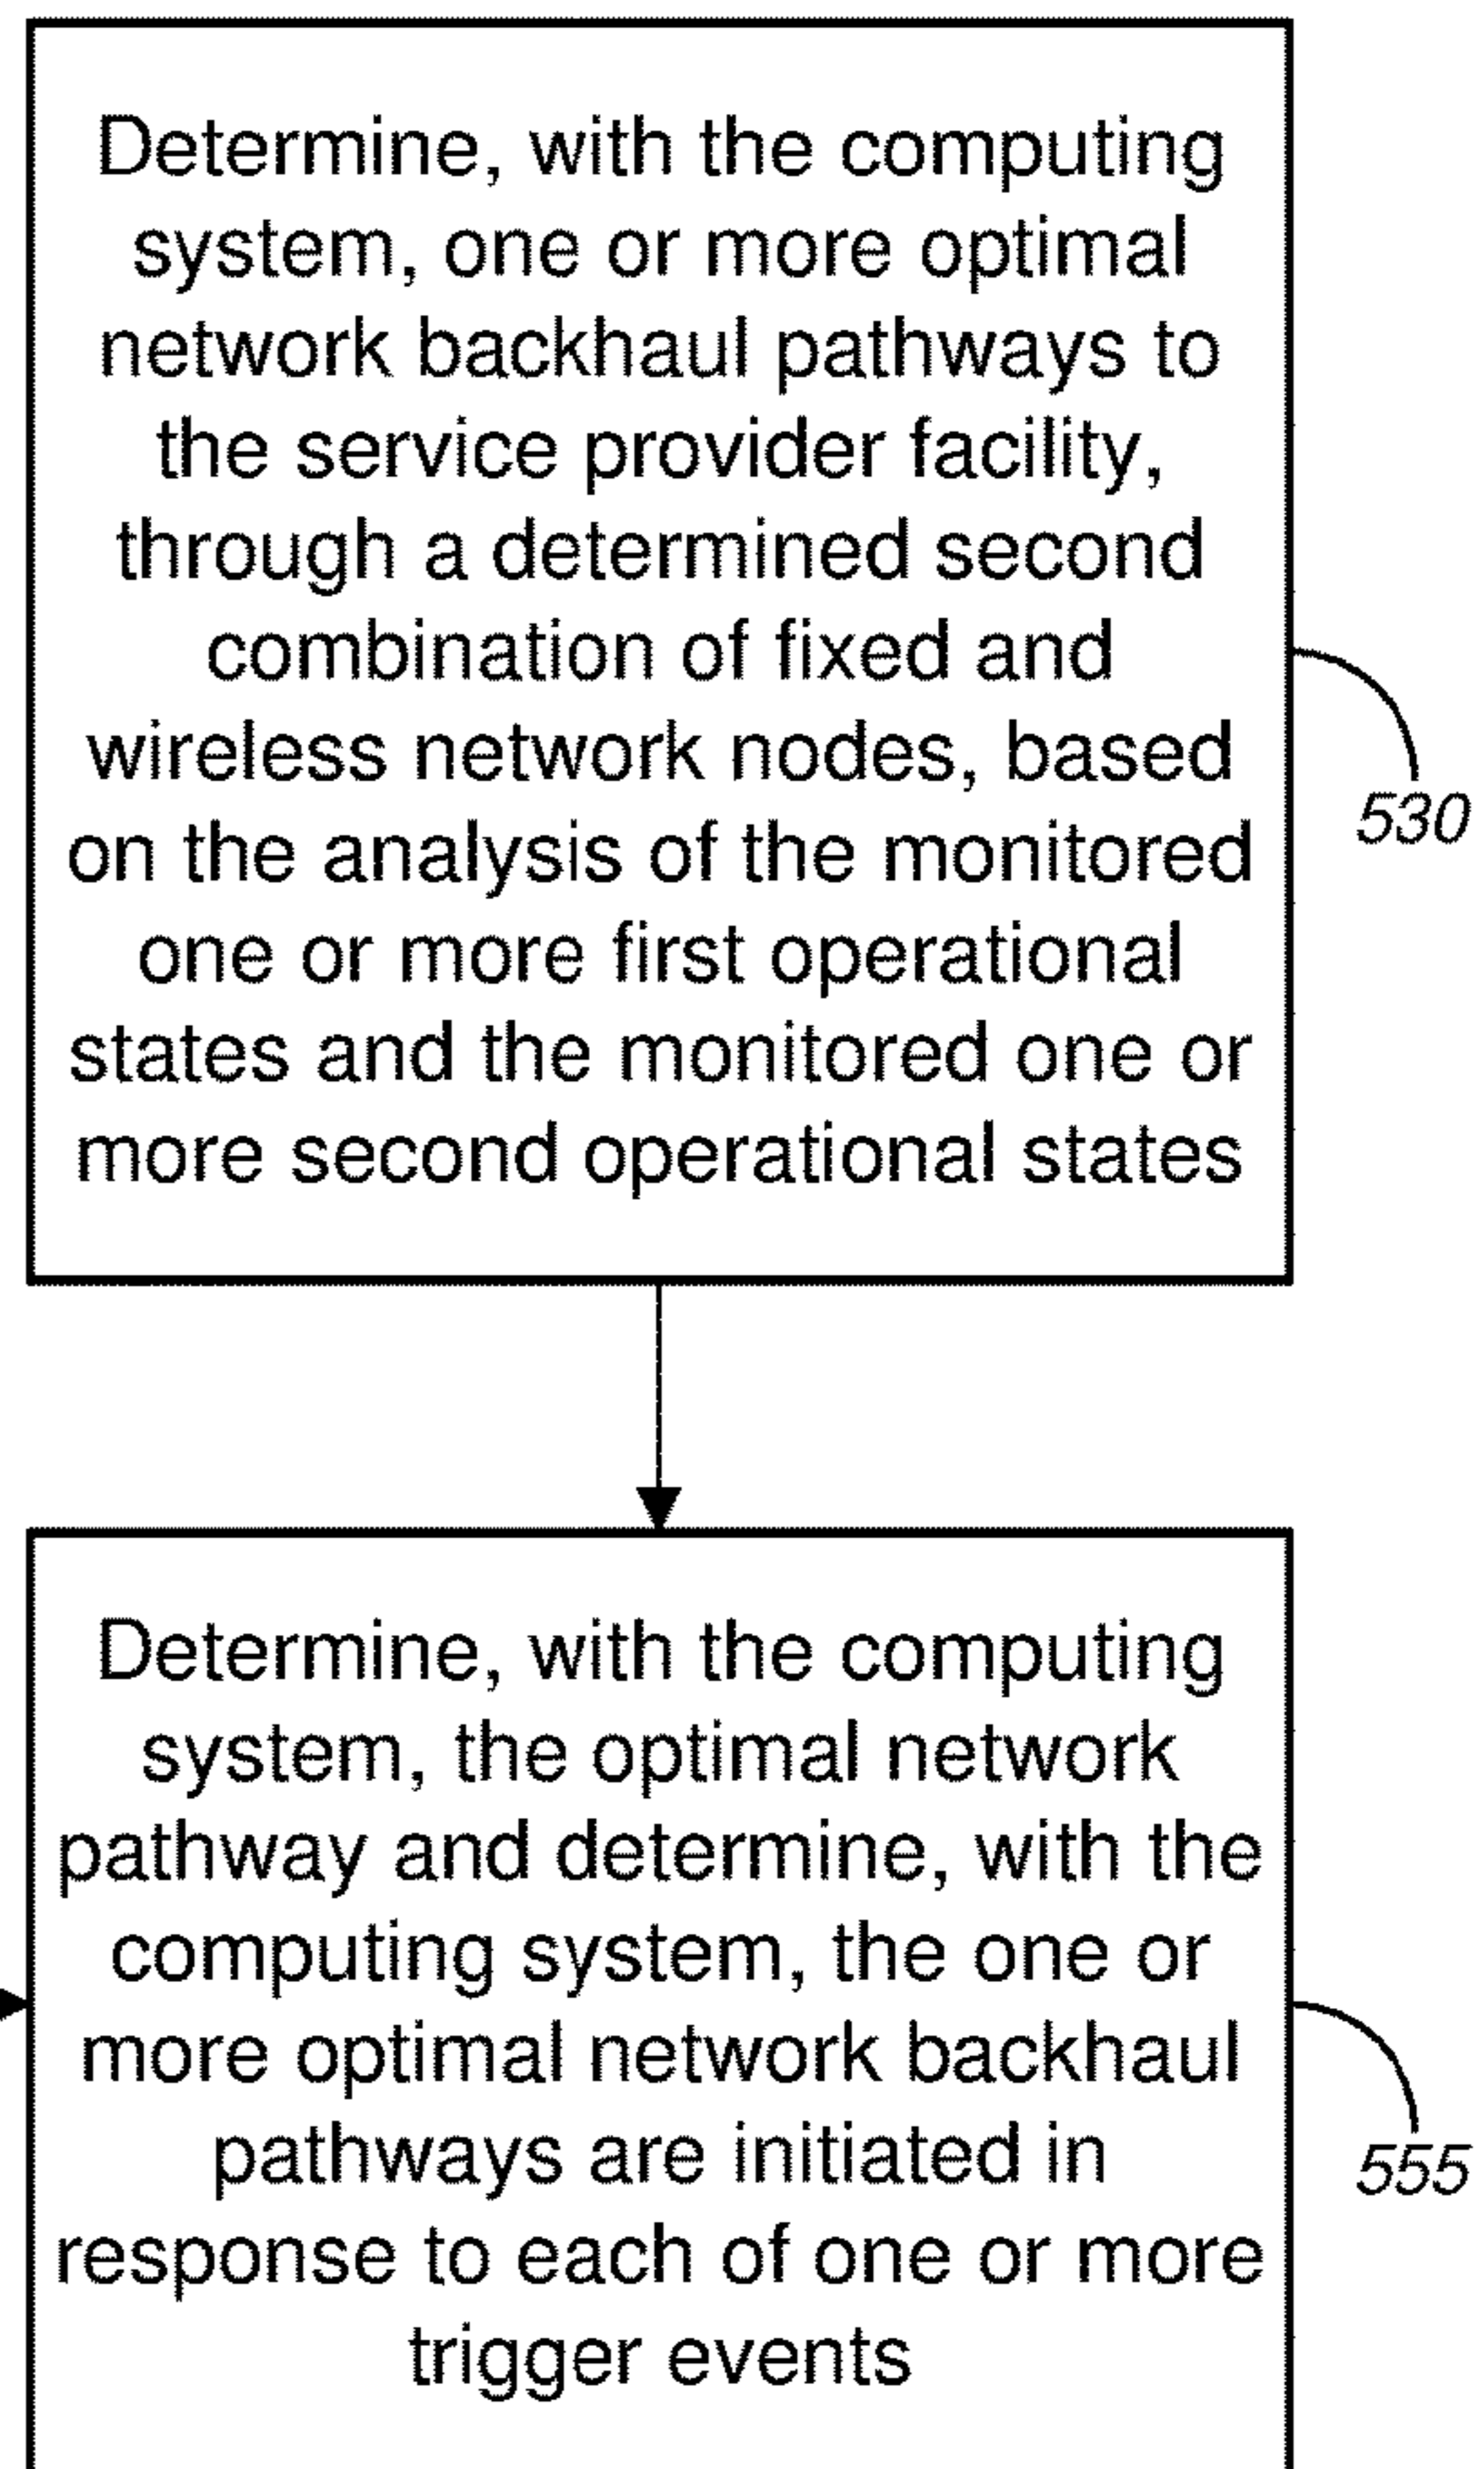 Determine, with the computing
system, one or more optimal
network backhaul pathways to
the service provider facility,
through a determined second
combination of fixed and
wireless network nodes, based
on the analysis of the monitored
one or more first operational
states and the monitored one or
more second operational states
530
Determine, with the computing
system, the optimal network
pathway and determine, with the
computing system, the one or
more optimal network backhaul
pathways are initiated in
response to each of one or more
trigger events
555